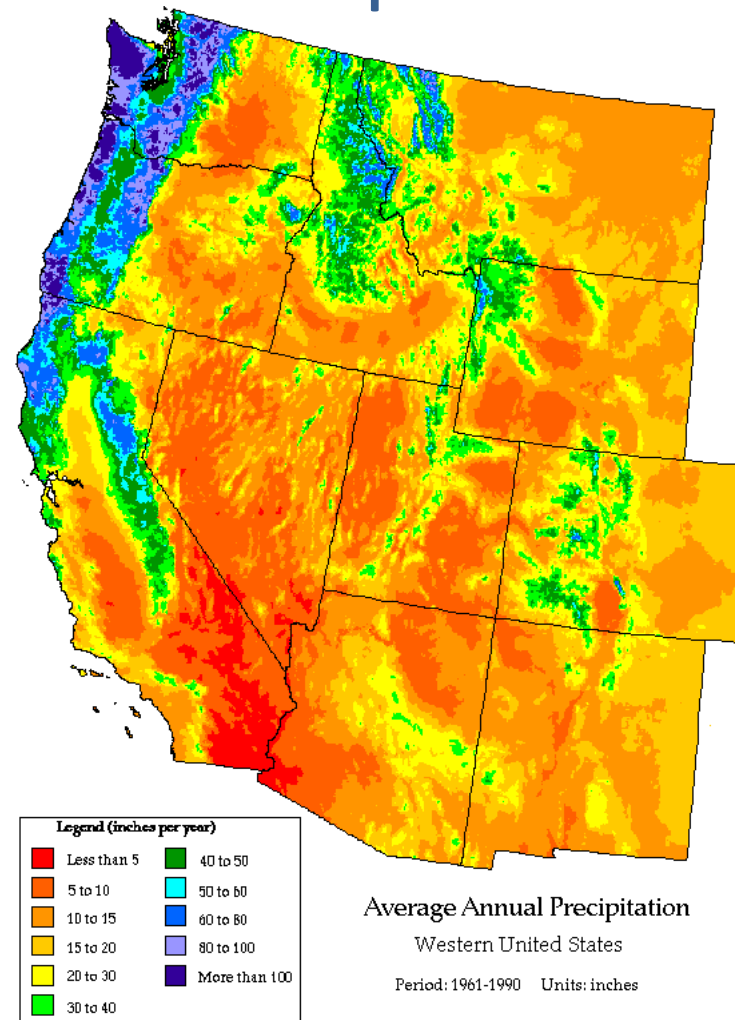 Legend (inches per year)
Less than 5
5 to 10
10 to 15
15 to 20
20 to 30
30 to 40
40 to 50
50 to 60
60 to 80
80 to 100
More than 100
Average Annual Precipitation
Western United States
Period: 1961-1990 Units: inches